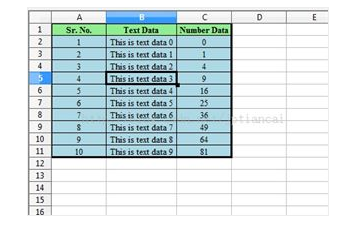 A B C D E
1 Sr. No. Text Data Number Data
2 1 This is text data 0 0
3 2 This is text data 1 1
4 3 This is text data 2 4
5 4 This is text data 3 9
6 5 This is text data 4 16
7 6 This is text data 5 25
8 7 This is text data 6 36
9 8 This is text data 7 49
10 9 This is text data 8 64
11 10 This is text data 9 81
12
13
14
15
16